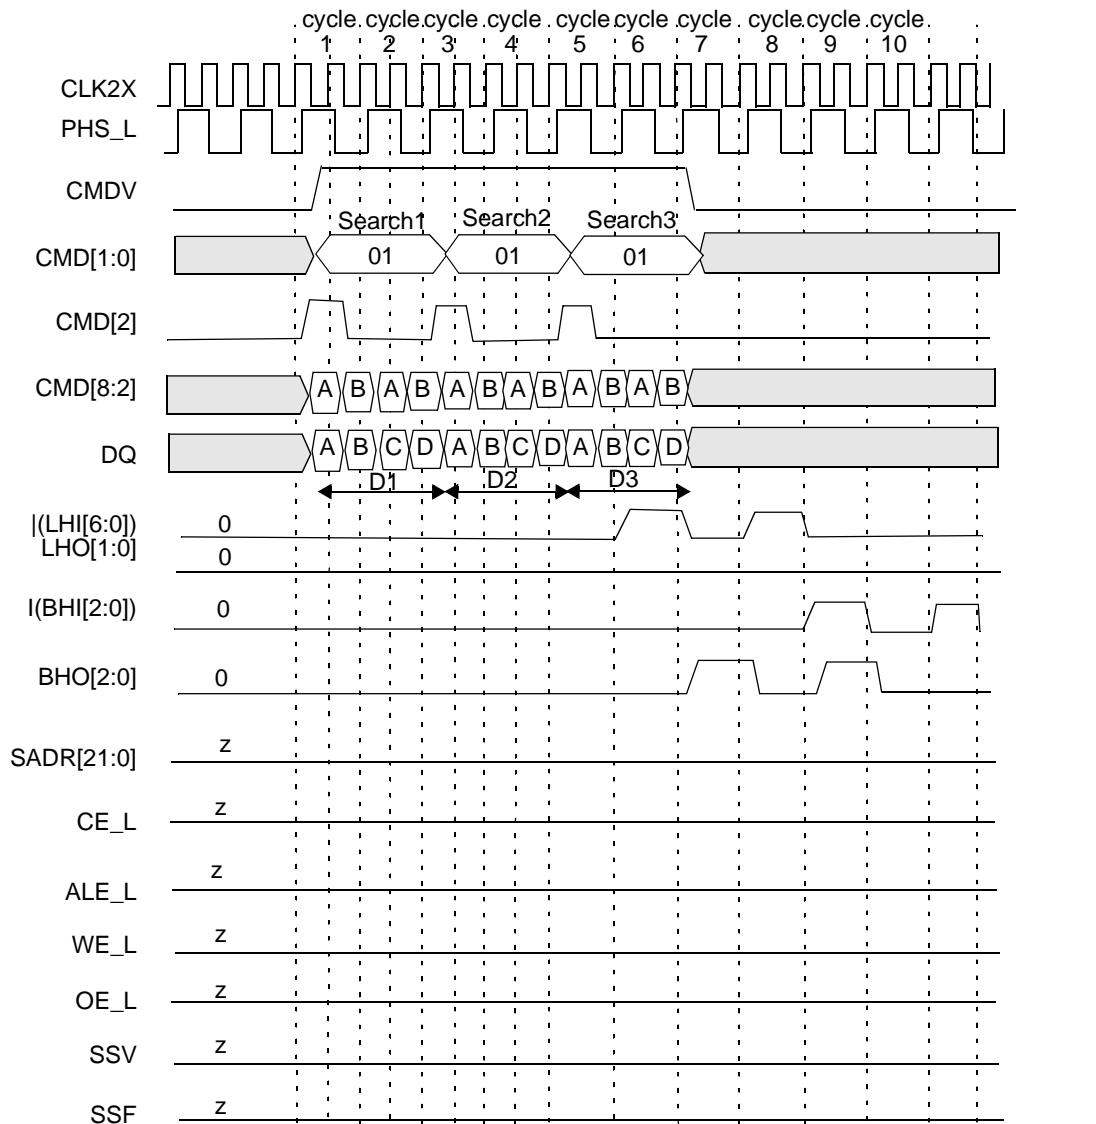 cycle cycle cycle cycle cycle cycle cycle cycle cycle cycle
1 2 3 4 5 6 7 8 9 10
CLK2X
PHS_L
CMDV
Search1 Search2 Search3
CMD[1:0] 01 01 01
CMD[2]
CMD[8:2] A B A B A B A B A B A B
DQ A B C D A B C D A B C D
D1 D2 D3
|(LHI[6:0]) 0
LHO[1:0] 0
I(BHI[2:0]) 0
BHO[2:0] 0
SADR[21:0] z
CE_L z
ALE_L z
WE_L z
OE_L z
SSV z
SSF z